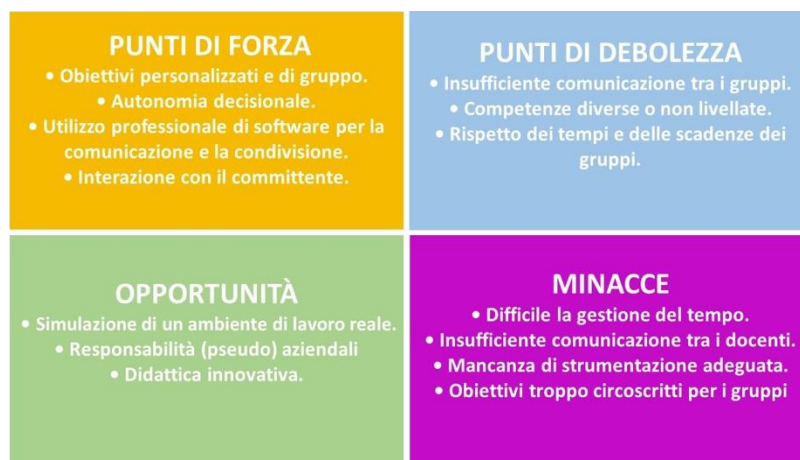 PUNTI DI FORZA
• Obiettivi personalizzati e di gruppo.
• Autonomia decisionale.
• Utilizzo professionale di software per la
comunicazione e la condivisione.
• Interazione con il committente.
PUNTI DI DEBOLEZZA
• Insufficiente comunicazione tra i gruppi.
• Competenze diverse o non livellate.
• Rispetto dei tempi e delle scadenze dei
gruppi.
OPPORTUNITÀ
• Simulazione di un ambiente di lavoro reale.
• Responsabilità (pseudo) aziendali
• Didattica innovativa.
MINACCE
• Difficile la gestione del tempo.
• Insufficiente comunicazione tra i docenti.
• Mancanza di strumentazione adeguata.
• Obiettivi troppo circoscritti per i gruppi